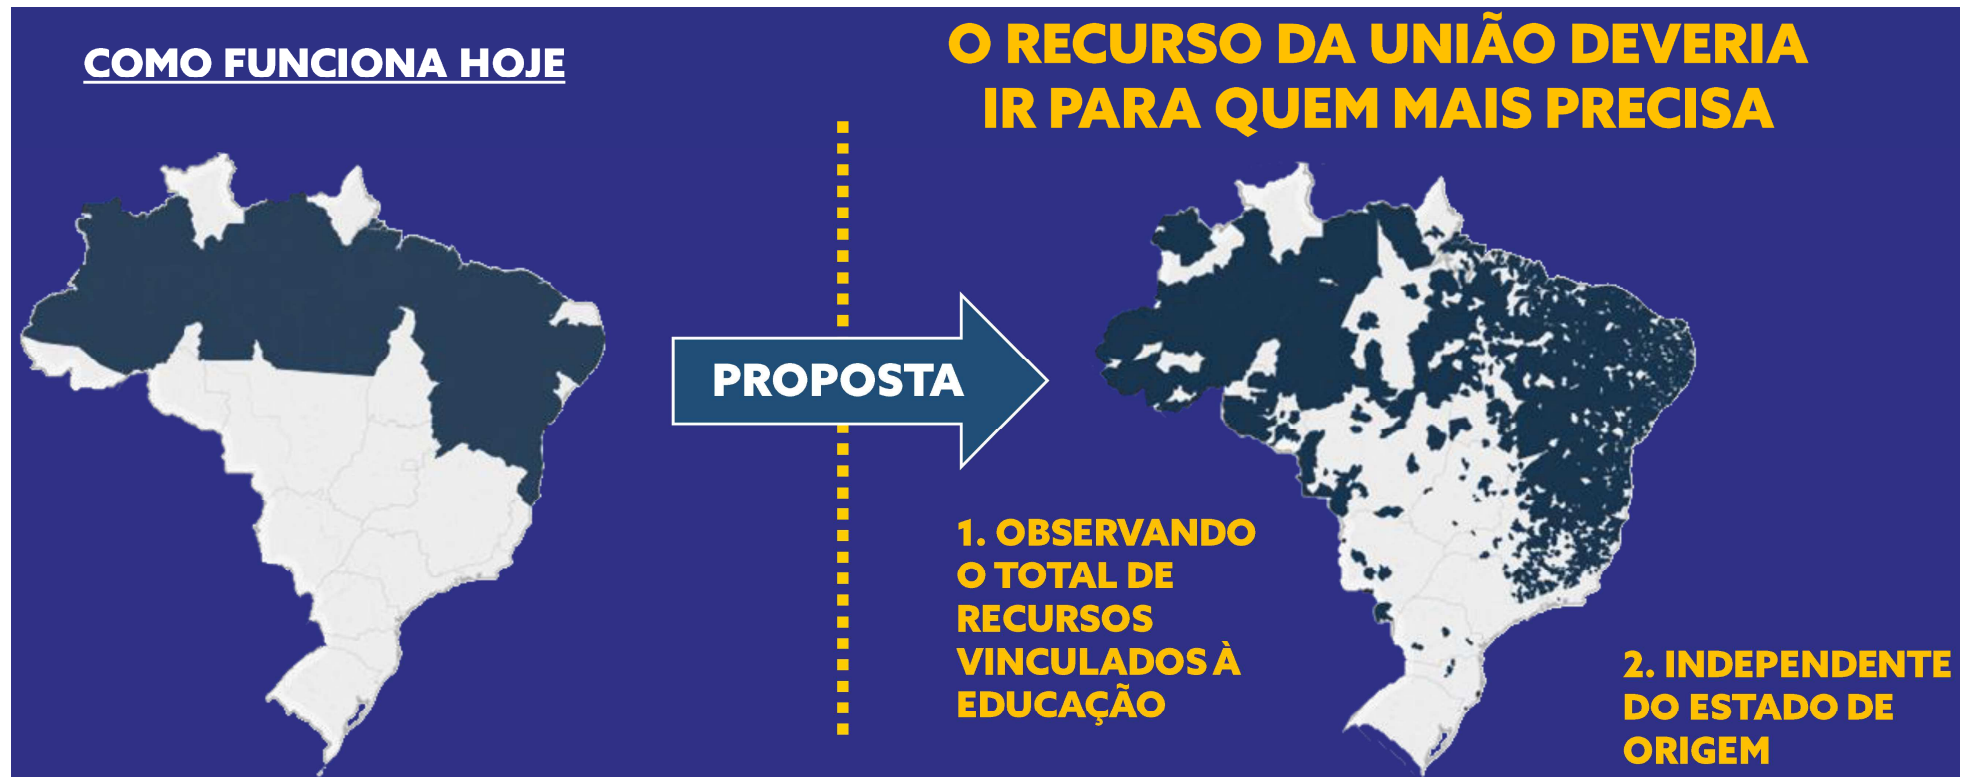 COMO FUNCIONA HOJE
O RECURSO DA UNIÃO DEVERIA
IR PARA QUEM MAIS PRECISA
PROPOSTA
1. OBSERVANDO
O TOTAL DE
RECURSOS
VINCULADOS À
EDUCAÇÃO
2. INDEPENDENTE
DO ESTADO DE
ORIGEM